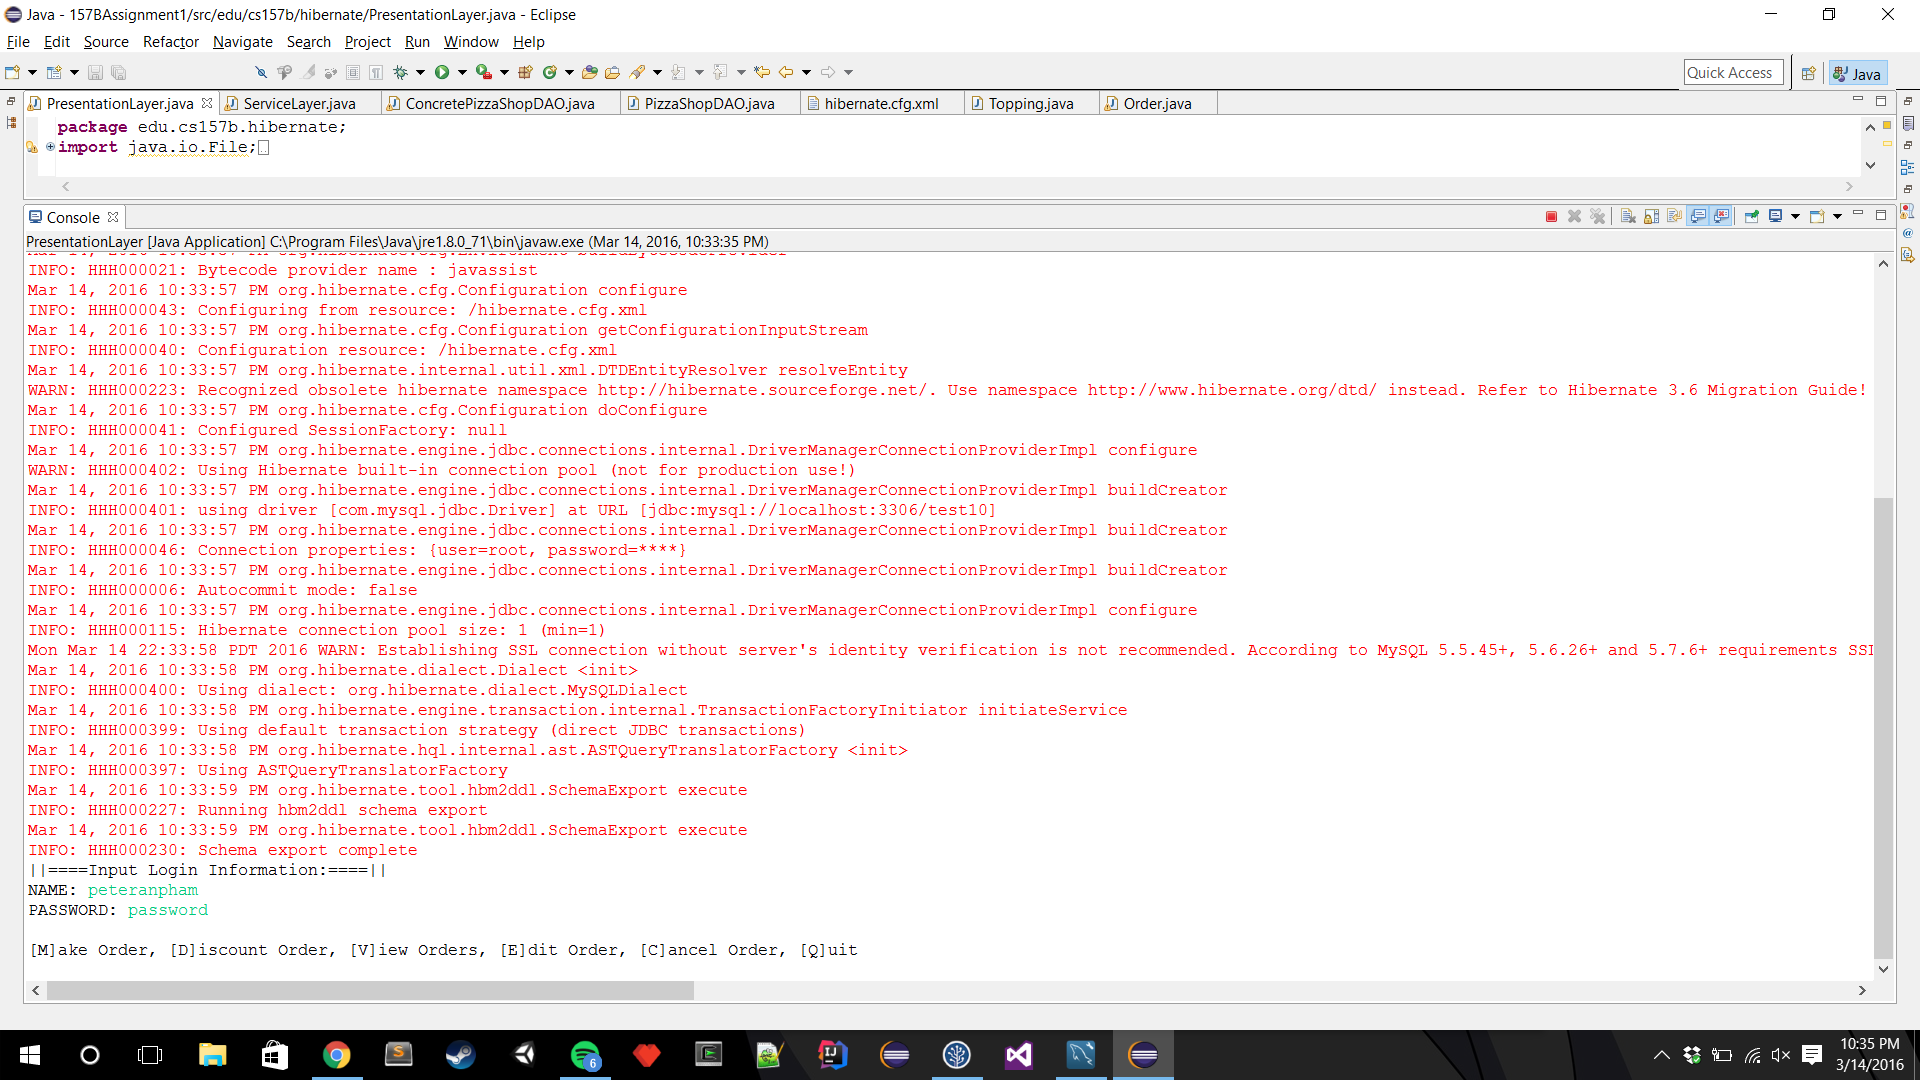 Java - 157BAssignment1/src/edu/cs157b/hibernate/PresentationLayer.java - Eclipse
File Edit Source Refactor Navigate Search Project Run Window Help
Quick Access Java
PresentationLayer.java ServiceLayer.java ConcretePizzaShopDAO.java PizzaShopDAO.java hibernate.cfg.xml Topping.java Order.java
package edu.cs157b.hibernate;
import java.io.File;
Console
PresentationLayer [Java Application] C:\Program Files\Java\jre1.8.0_71\bin\javaw.exe (Mar 14, 2016, 10:33:35 PM)
INFO: HHH000021: Bytecode provider name : javassist
Mar 14, 2016 10:33:57 PM org.hibernate.cfg.Configuration configure
INFO: HHH000043: Configuring from resource: /hibernate.cfg.xml
Mar 14, 2016 10:33:57 PM org.hibernate.cfg.Configuration getConfigurationInputStream
INFO: HHH000040: Configuration resource: /hibernate.cfg.xml
Mar 14, 2016 10:33:57 PM org.hibernate.internal.util.xml.DTDEntityResolver resolveEntity
WARN: HHH000223: Recognized obsolete hibernate namespace http://hibernate.sourceforge.net/. Use namespace http://www.hibernate.org/dtd/ instead. Refer to Hibernate 3.6 Migration Guide!
Mar 14, 2016 10:33:57 PM org.hibernate.cfg.Configuration doConfigure
INFO: HHH000041: Configured SessionFactory: null
Mar 14, 2016 10:33:57 PM org.hibernate.engine.jdbc.connections.internal.DriverManagerConnectionProviderImpl configure
WARN: HHH000402: Using Hibernate built-in connection pool (not for production use!)
Mar 14, 2016 10:33:57 PM org.hibernate.engine.jdbc.connections.internal.DriverManagerConnectionProviderImpl buildCreator
INFO: HHH000401: using driver [com.mysql.jdbc.Driver] at URL [jdbc:mysql://localhost:3306/test10]
Mar 14, 2016 10:33:57 PM org.hibernate.engine.jdbc.connections.internal.DriverManagerConnectionProviderImpl buildCreator
INFO: HHH000046: Connection properties: {user=root, password=****}
Mar 14, 2016 10:33:57 PM org.hibernate.engine.jdbc.connections.internal.DriverManagerConnectionProviderImpl buildCreator
INFO: HHH000006: Autocommit mode: false
Mar 14, 2016 10:33:57 PM org.hibernate.engine.jdbc.connections.internal.DriverManagerConnectionProviderImpl configure
INFO: HHH000115: Hibernate connection pool size: 1 (min=1)
Mon Mar 14 22:33:58 PDT 2016 WARN: Establishing SSL connection without server's identity verification is not recommended. According to MySQL 5.5.45+, 5.6.26+ and 5.7.6+ requirements SSL
Mar 14, 2016 10:33:58 PM org.hibernate.dialect.Dialect <init>
INFO: HHH000400: Using dialect: org.hibernate.dialect.MySQLDialect
Mar 14, 2016 10:33:58 PM org.hibernate.engine.transaction.internal.TransactionFactoryInitiator initiateService
INFO: HHH000399: Using default transaction strategy (direct JDBC transactions)
Mar 14, 2016 10:33:58 PM org.hibernate.hql.internal.ast.ASTQueryTranslatorFactory <init>
INFO: HHH000397: Using ASTQueryTranslatorFactory
Mar 14, 2016 10:33:59 PM org.hibernate.tool.hbm2ddl.SchemaExport execute
INFO: HHH000227: Running hbm2ddl schema export
Mar 14, 2016 10:33:59 PM org.hibernate.tool.hbm2ddl.SchemaExport execute
INFO: HHH000230: Schema export complete
||====Input Login Information:====||
NAME: peteranpham
PASSWORD: password
[M]ake Order, [D]iscount Order, [V]iew Orders, [E]dit Order, [C]ancel Order, [Q]uit
6
10:35 PM
3/14/2016